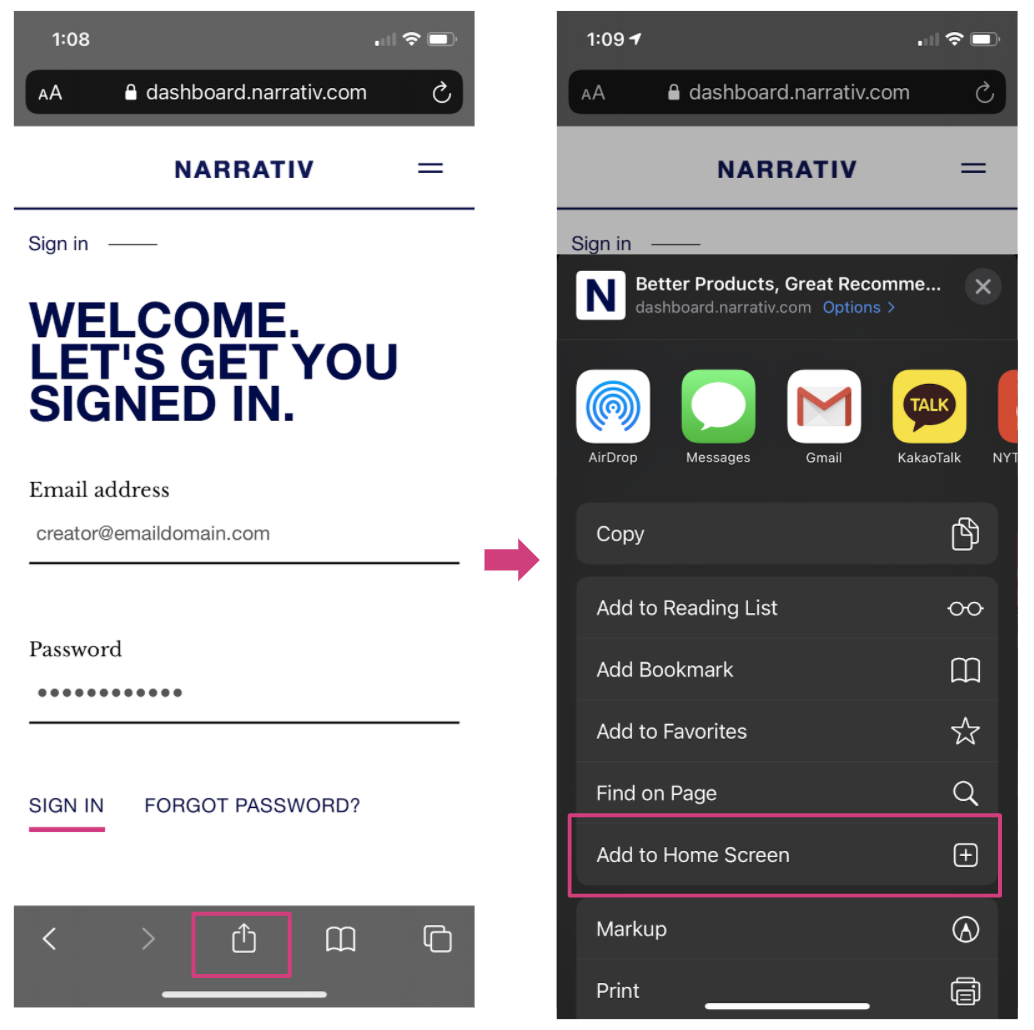 1:08
AA dashboard.narrativ.com
NARRATIV
Sign in
WELCOME.
LET'S GET YOU
SIGNED IN.
Email address
creator@emaildomain.com
Password
SIGN IN FORGOT PASSWORD?
1:09
AA dashboard.narrativ.com
NARRATIV
Sign in
N
Better Products, Great Recomme...
dashboard.narrativ.com Options >
TALK
AirDrop Messages Gmail KakaoTalk NYT
Copy
Add to Reading List
Add Bookmark
Add to Favorites
Find on Page
Add to Home Screen
Markup
Print